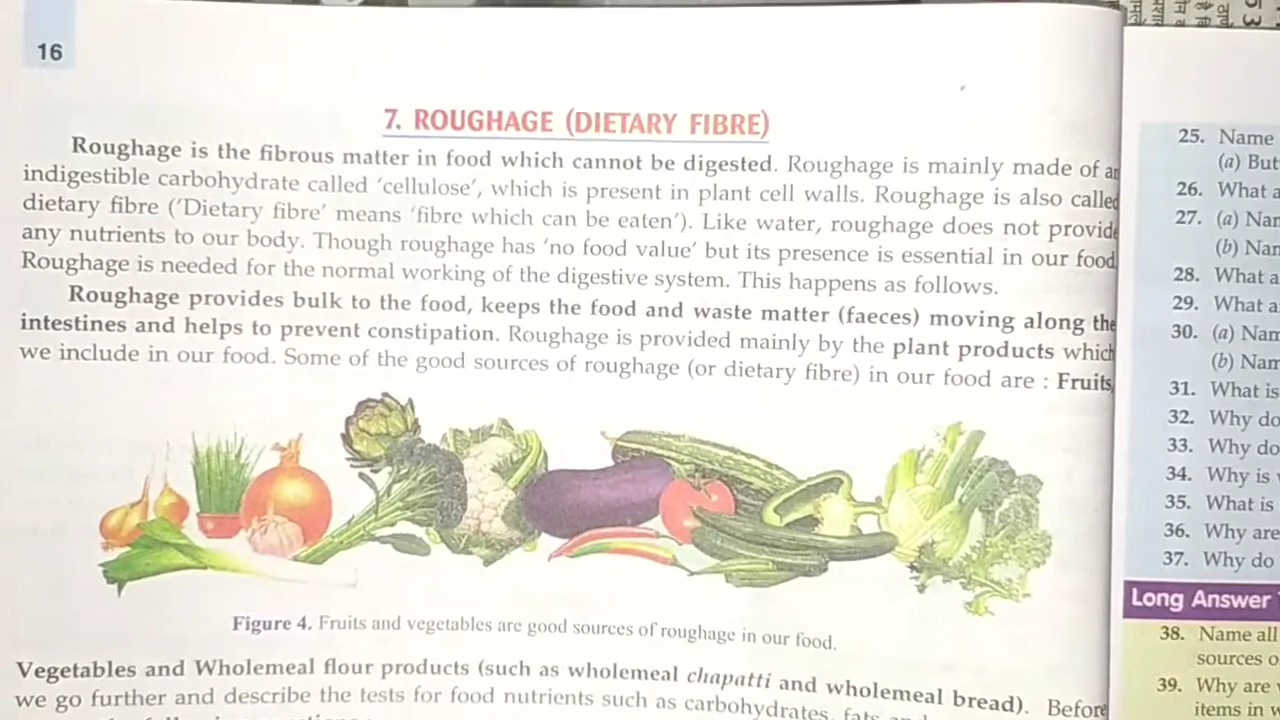 16
7. ROUGHAGE (DIETARY FIBRE)
Roughage is the fibrous matter in food which cannot be digested. Roughage is mainly made of an
indigestible carbohydrate called 'cellulose', which is present in plant cell walls. Roughage is also called
dietary fibre ('Dietary fibre' means 'fibre which can be eaten'). Like water, roughage does not provide
any nutrients to our body. Though roughage has 'no food value' but its presence is essential in our food.
Roughage is needed for the normal working of the digestive system. This happens as follows.
Roughage provides bulk to the food, keeps the food and waste matter (faeces) moving along the
intestines and helps to prevent constipation. Roughage is provided mainly by the plant products which
we include in our food. Some of the good sources of roughage (or dietary fibre) in our food are : Fruits,
Figure 4. Fruits and vegetables are good sources of roughage in our food.
Vegetables and Wholemeal flour products (such as wholemeal chapatti and wholemeal bread). Before
we go further and describe the tests for food nutrients such as carbohydrates, fats
25. Name
(a) But
26. What a
27. (a) Nam
(b) Nam
28. What a
29. What a
30. (a) Nam
(b) Nam
31. What is
32. Why do
33. Why do
34. Why is
35. What is
36. Why are
37. Why do
Long Answer
38. Name all
sources o
39. Why are
items in